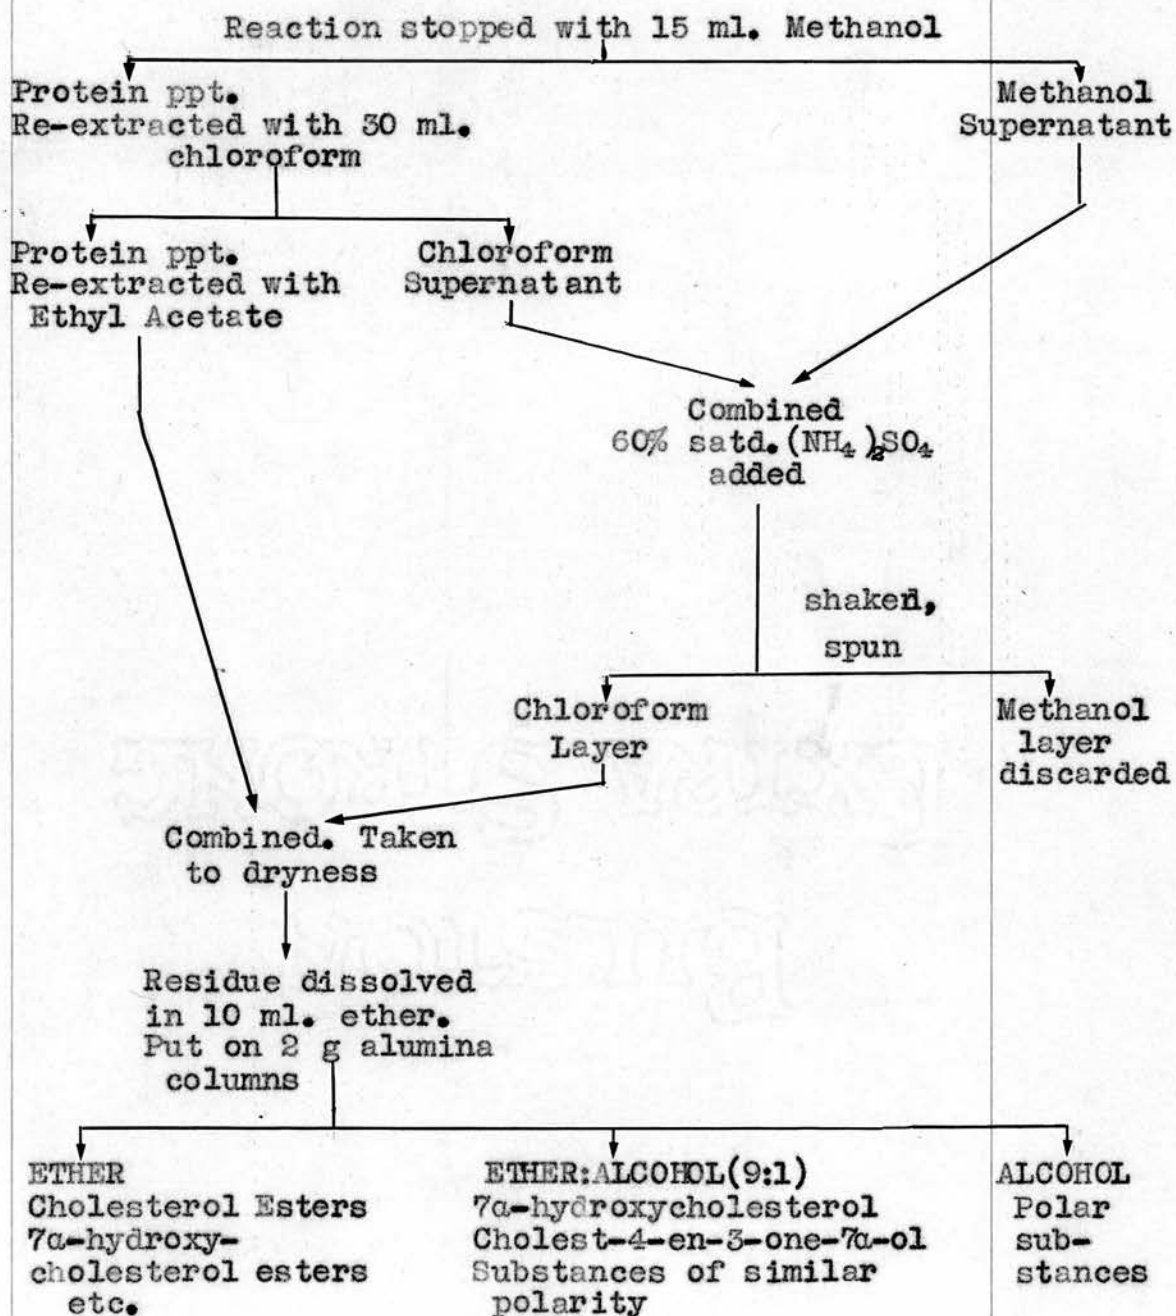 Reaction stopped with 15 ml. Methanol
Protein ppt.
Re-extracted with 30 ml.
chloroform
Methanol
Supernatant
Protein ppt.
Re-extracted with
Ethyl Acetate
Chloroform
Supernatant
Combined
60% satd. (NH₄)₂SO₄
added
shaken,
spun
Chloroform
Layer
Methanol
layer
discarded
Combined. Taken
to dryness
Residue dissolved
in 10 ml. ether.
Put on 2 g alumina
columns
ETHER
Cholesterol Esters
7α-hydroxy-
cholesterol esters
etc.
ETHER:ALCOHOL(9:1)
7α-hydroxycholesterol
Cholest-4-en-3-one-7α-ol
Substances of similar
polarity
ALCOHOL
Polar
sub-
stances